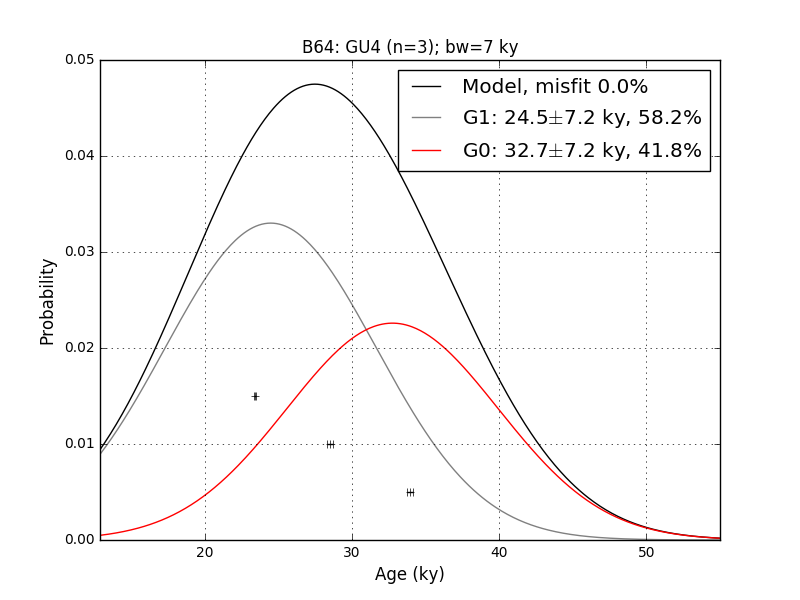 B64: GU4 (n=3); bw=7 ky
0.05
Model, misfit 0.0%
G1: 24.5±7.2 ky, 58.2%
G0: 32.7±7.2 ky, 41.8%
0.04
0.03
0.02
0.01
0.00
Probability
20 30 40 50
Age (ky)